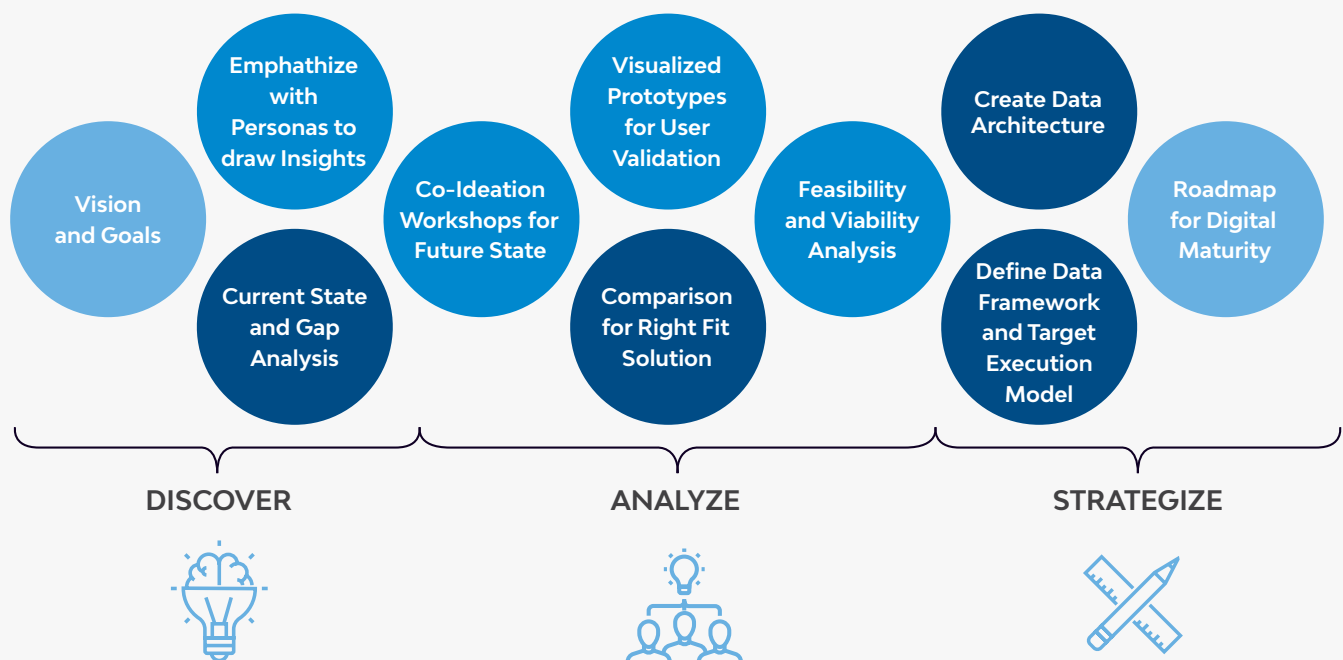 Vision
and Goals
Emphathize
with
Personas to
draw Insights
Current State
and Gap
Analysis
Co-Ideation
Workshops for
Future State
Visualized
Prototypes
for User
Validation
Comparison
for Right Fit
Solution
Feasibility
and Viability
Analysis
Create Data
Architecture
Define Data
Framework
and Target
Execution
Model
Roadmap
for Digital
Maturity
DISCOVER
ANALYZE
STRATEGIZE